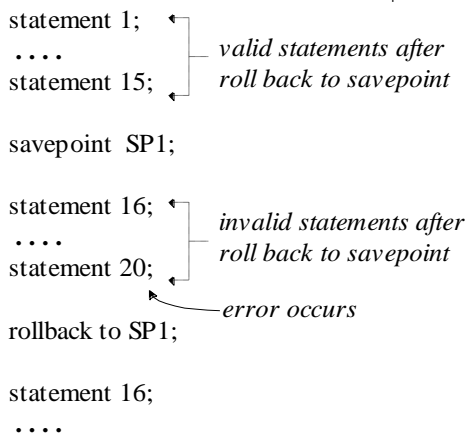 statement 1;
....
statement 15;
valid statements after
roll back to savepoint
savepoint SP1;
statement 16;
....
statement 20;
invalid statements after
roll back to savepoint
error occurs
rollback to SP1;
statement 16;
....